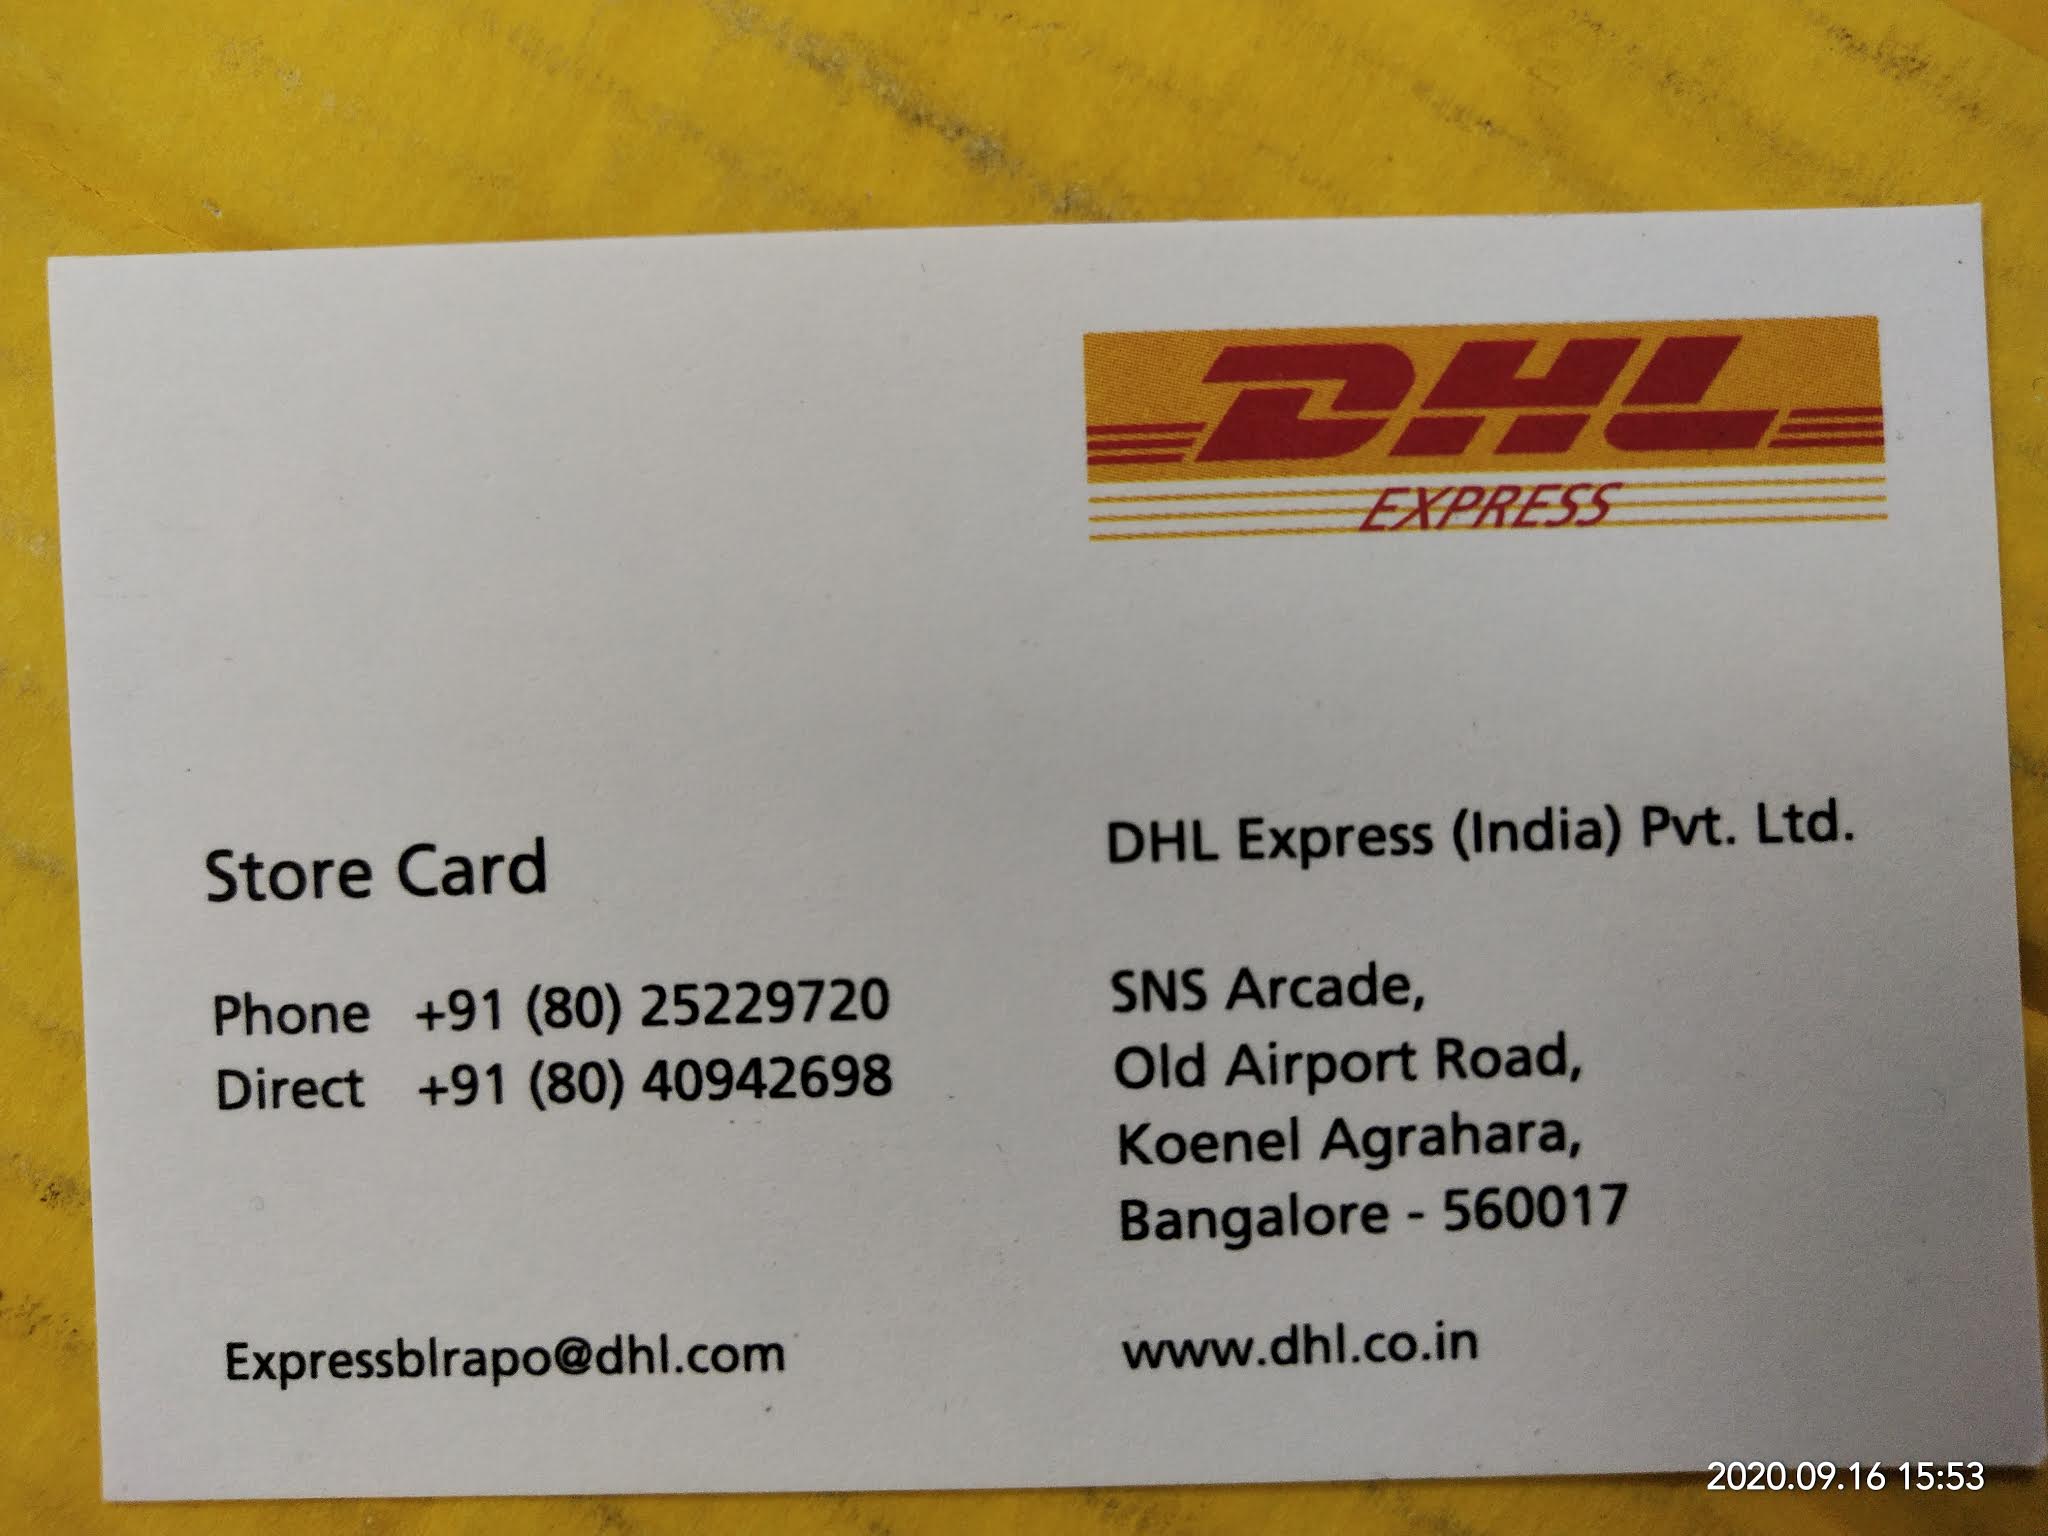 DHL
EXPRESS
Store Card
Phone +91 (80) 25229720
Direct +91 (80) 40942698
Expressblrapo@dhl.com
DHL Express (India) Pvt. Ltd.
SNS Arcade,
Old Airport Road,
Koenel Agrahara,
Bangalore - 560017
www.dhl.co.in
2020.09.16 15:53